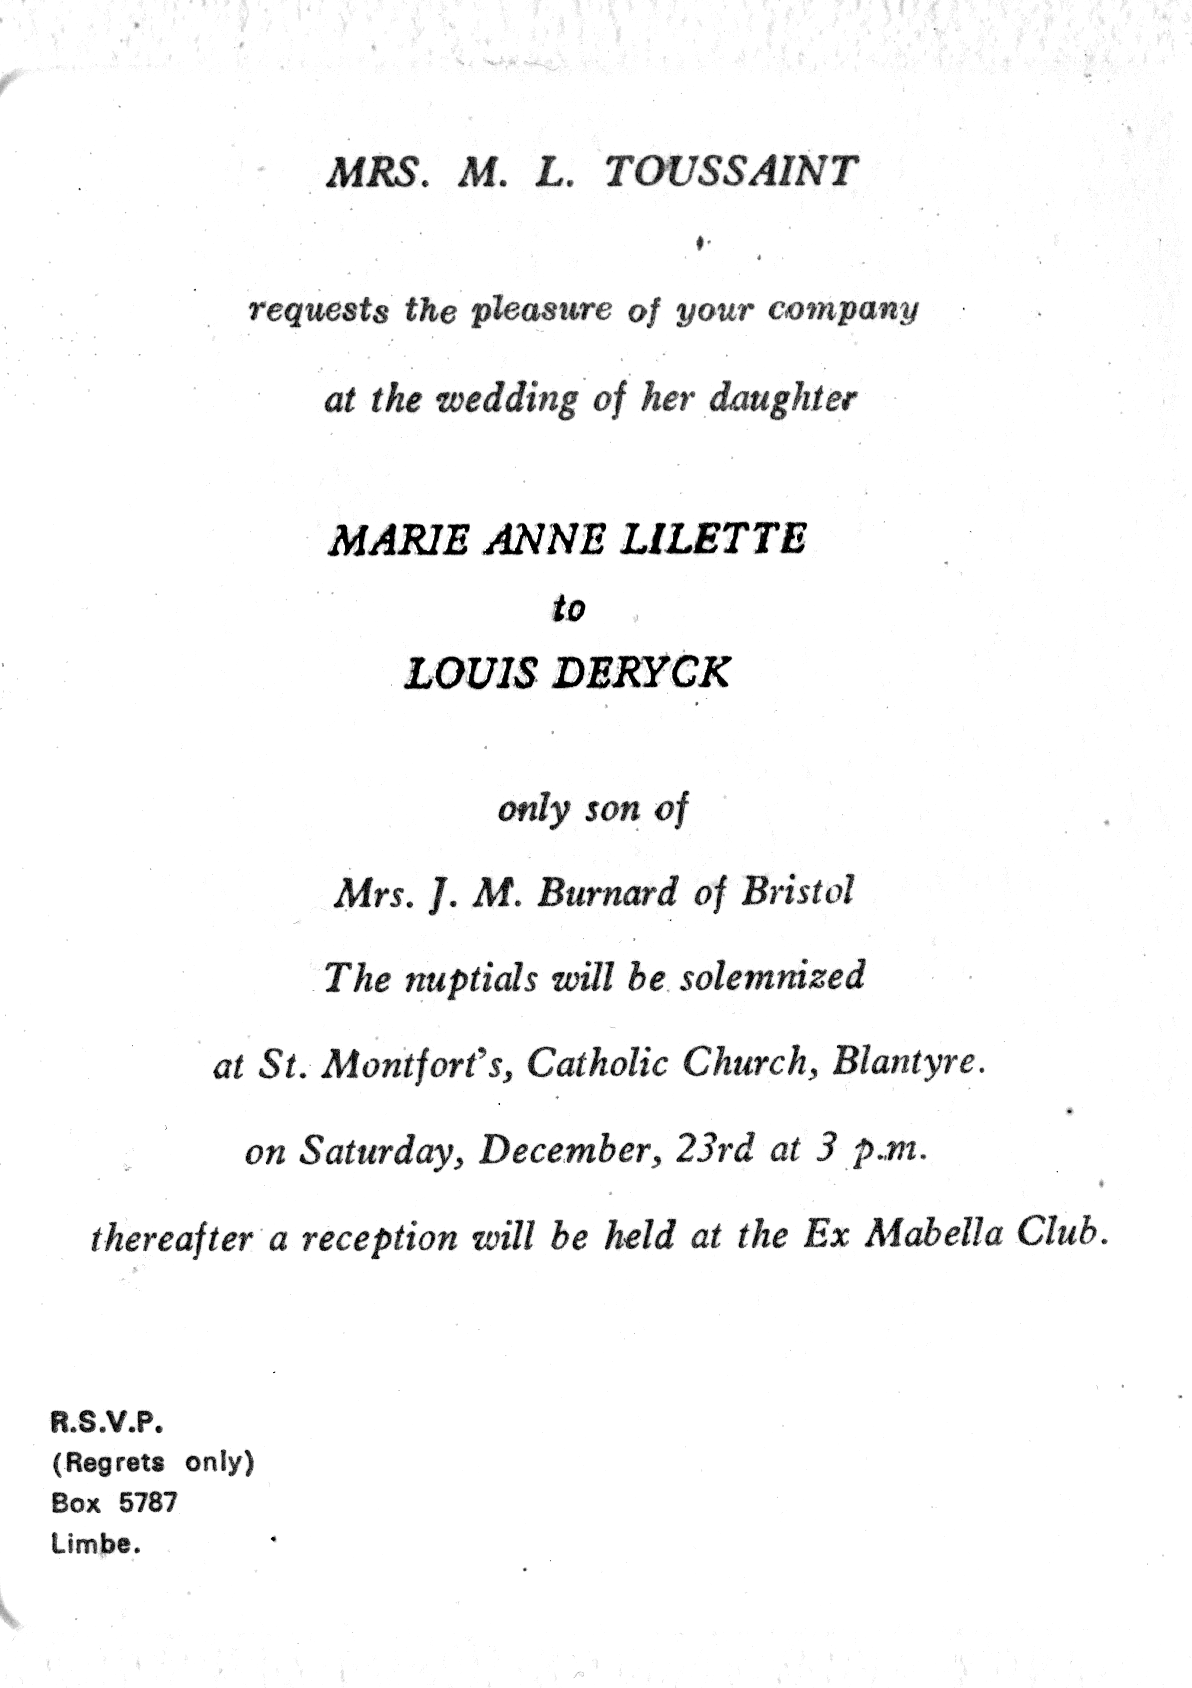 MRS. M. L. TOUSSAINT
requests the pleasure of your company
at the wedding of her daughter
MARIE ANNE LILETTE
to
LOUIS DERYCK
only son of
Mrs. J. M. Burnard of Bristol
The nuptials will be solemnized
at St. Montfort's, Catholic Church, Blantyre.
on Saturday, December, 23rd at 3 p.m.
thereafter a reception will be held at the Ex Mabella Club.
R.S.V.P.
(Regrets only)
Box 5787
Limbe.